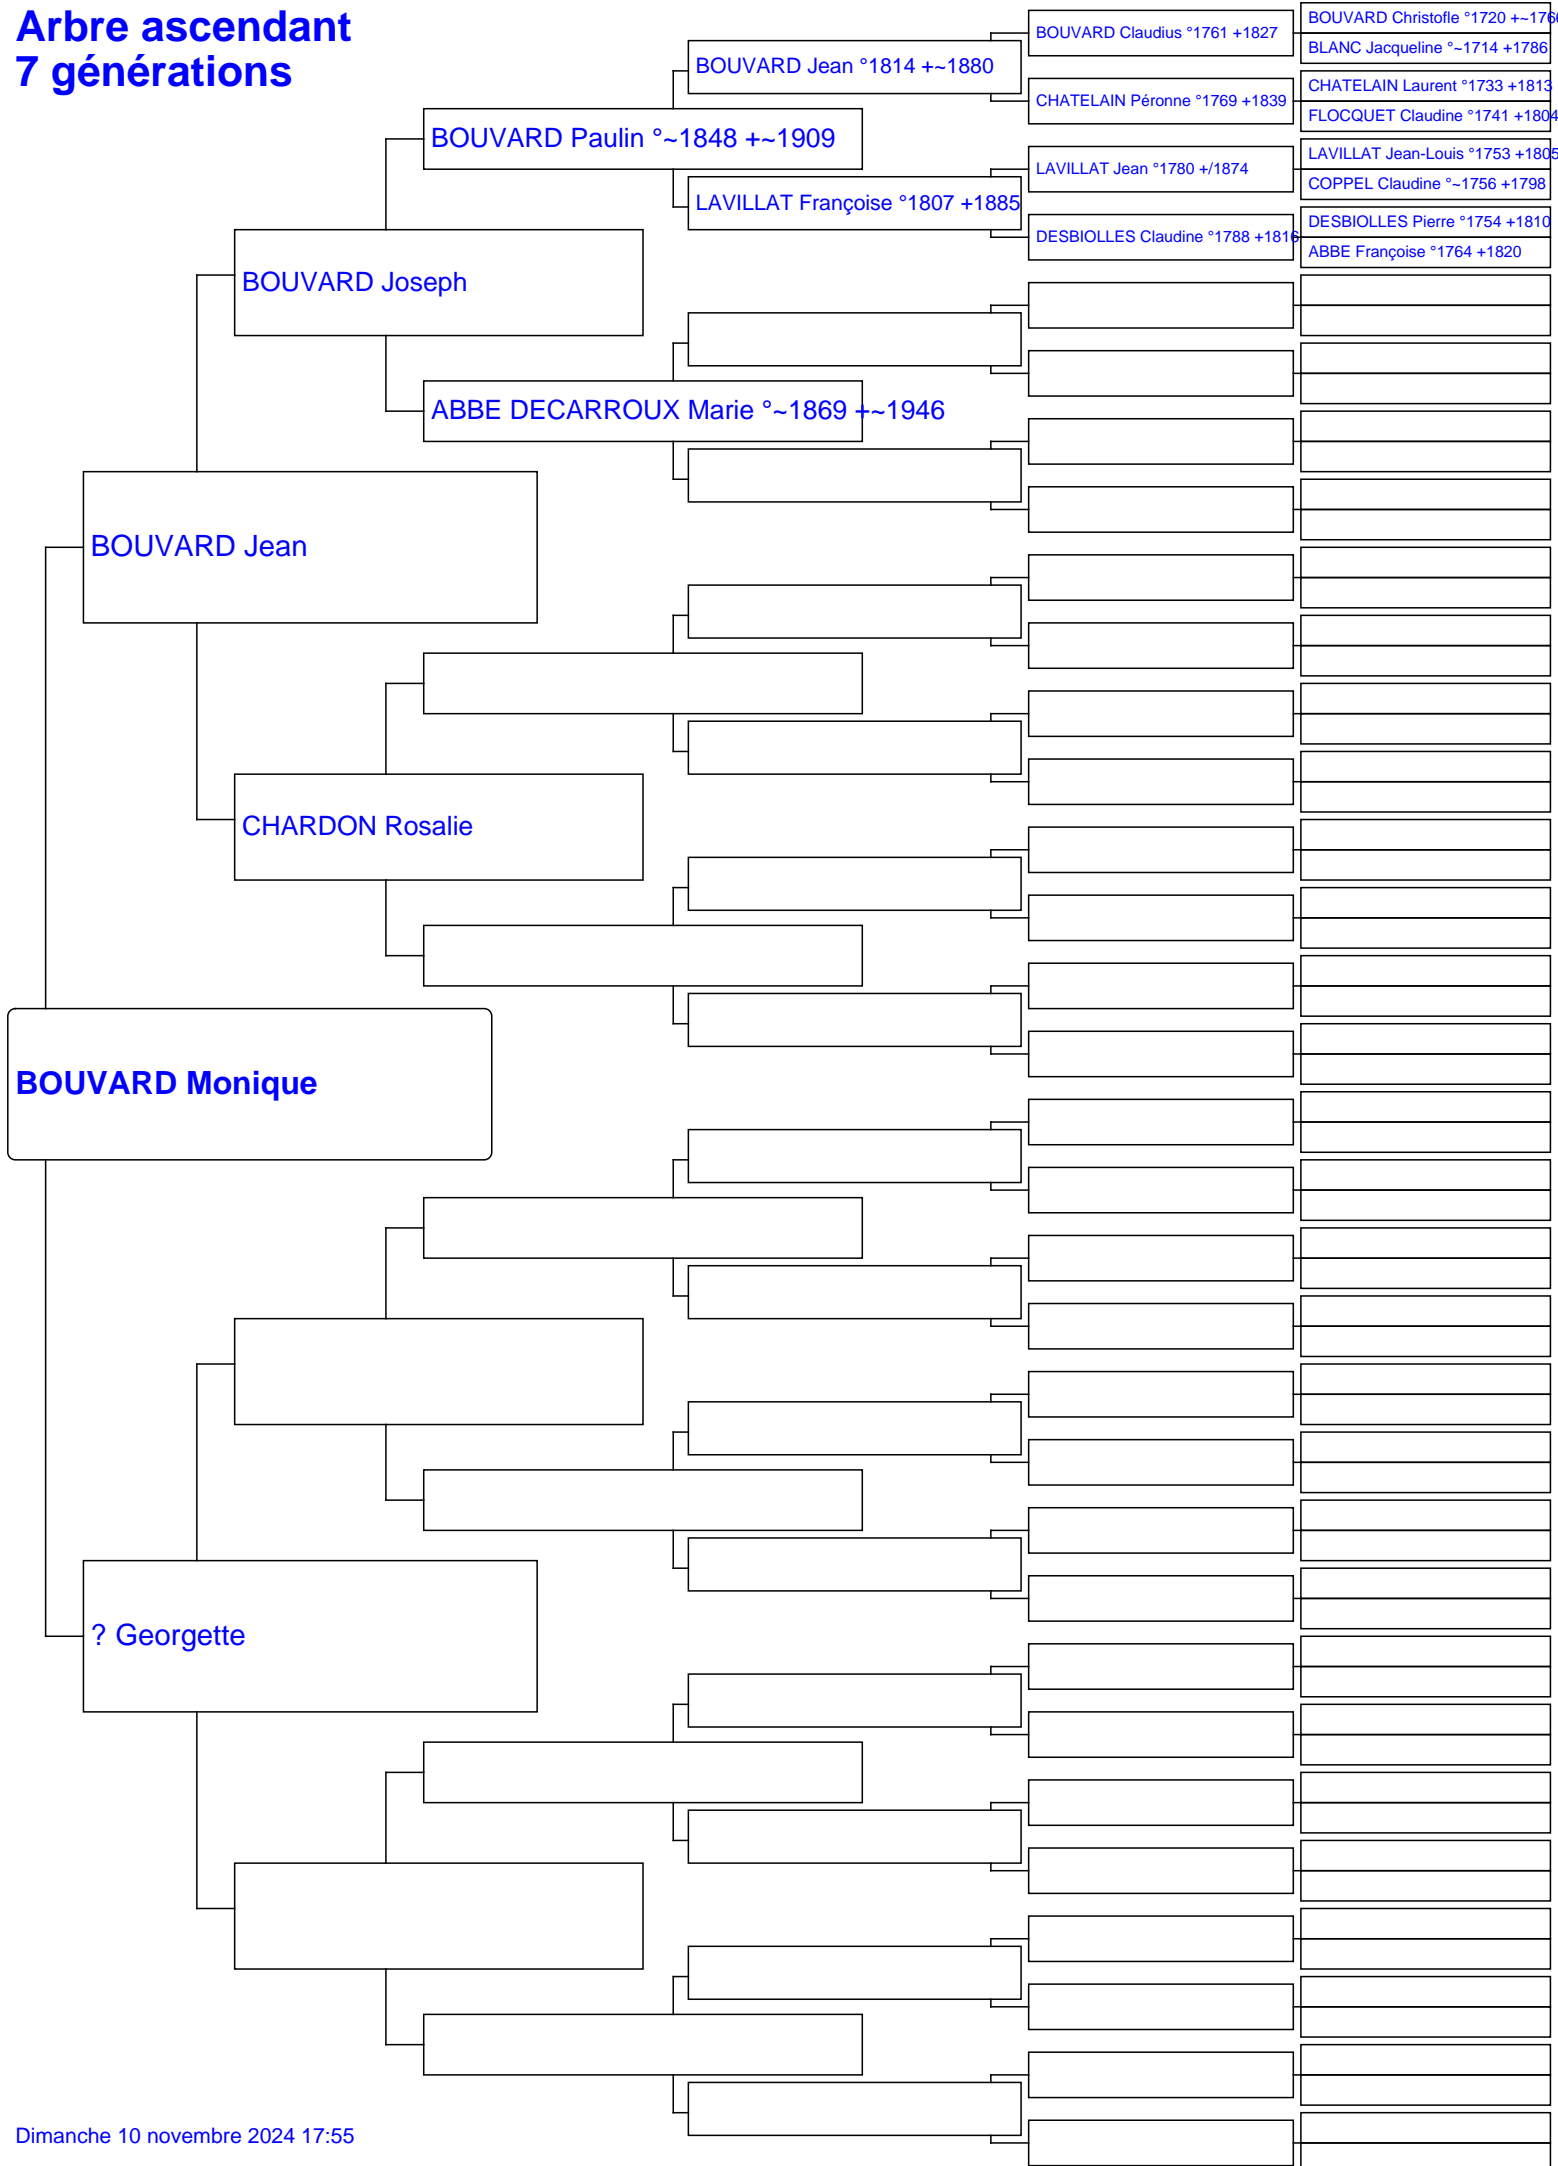 Arbre ascendant
7 générations
BOUVARD Christofle °1720 +~1760
BOUVARD Claudius °1761 +1827
BLANC Jacqueline °~1714 +1786
BOUVARD Jean °1814 +~1880
CHATELAIN Laurent °1733 +1813
CHATELAIN Péronne °1769 +1839
FLOCQUET Claudine °1741 +1804
BOUVARD Paulin °~1848 +~1909
LAVILLAT Jean-Louis °1753 +1805
LAVILLAT Jean °1780 +/1874
COPPEL Claudine °~1756 +1798
LAVILLAT Françoise °1807 +1885
DESBIOLLES Pierre °1754 +1810
DESBIOLLES Claudine °1788 +1816
ABBE Françoise °1764 +1820
BOUVARD Joseph
ABBE DECARROUX Marie °~1869 +~1946
BOUVARD Jean
CHARDON Rosalie
BOUVARD Monique
? Georgette
Dimanche 10 novembre 2024 17:55